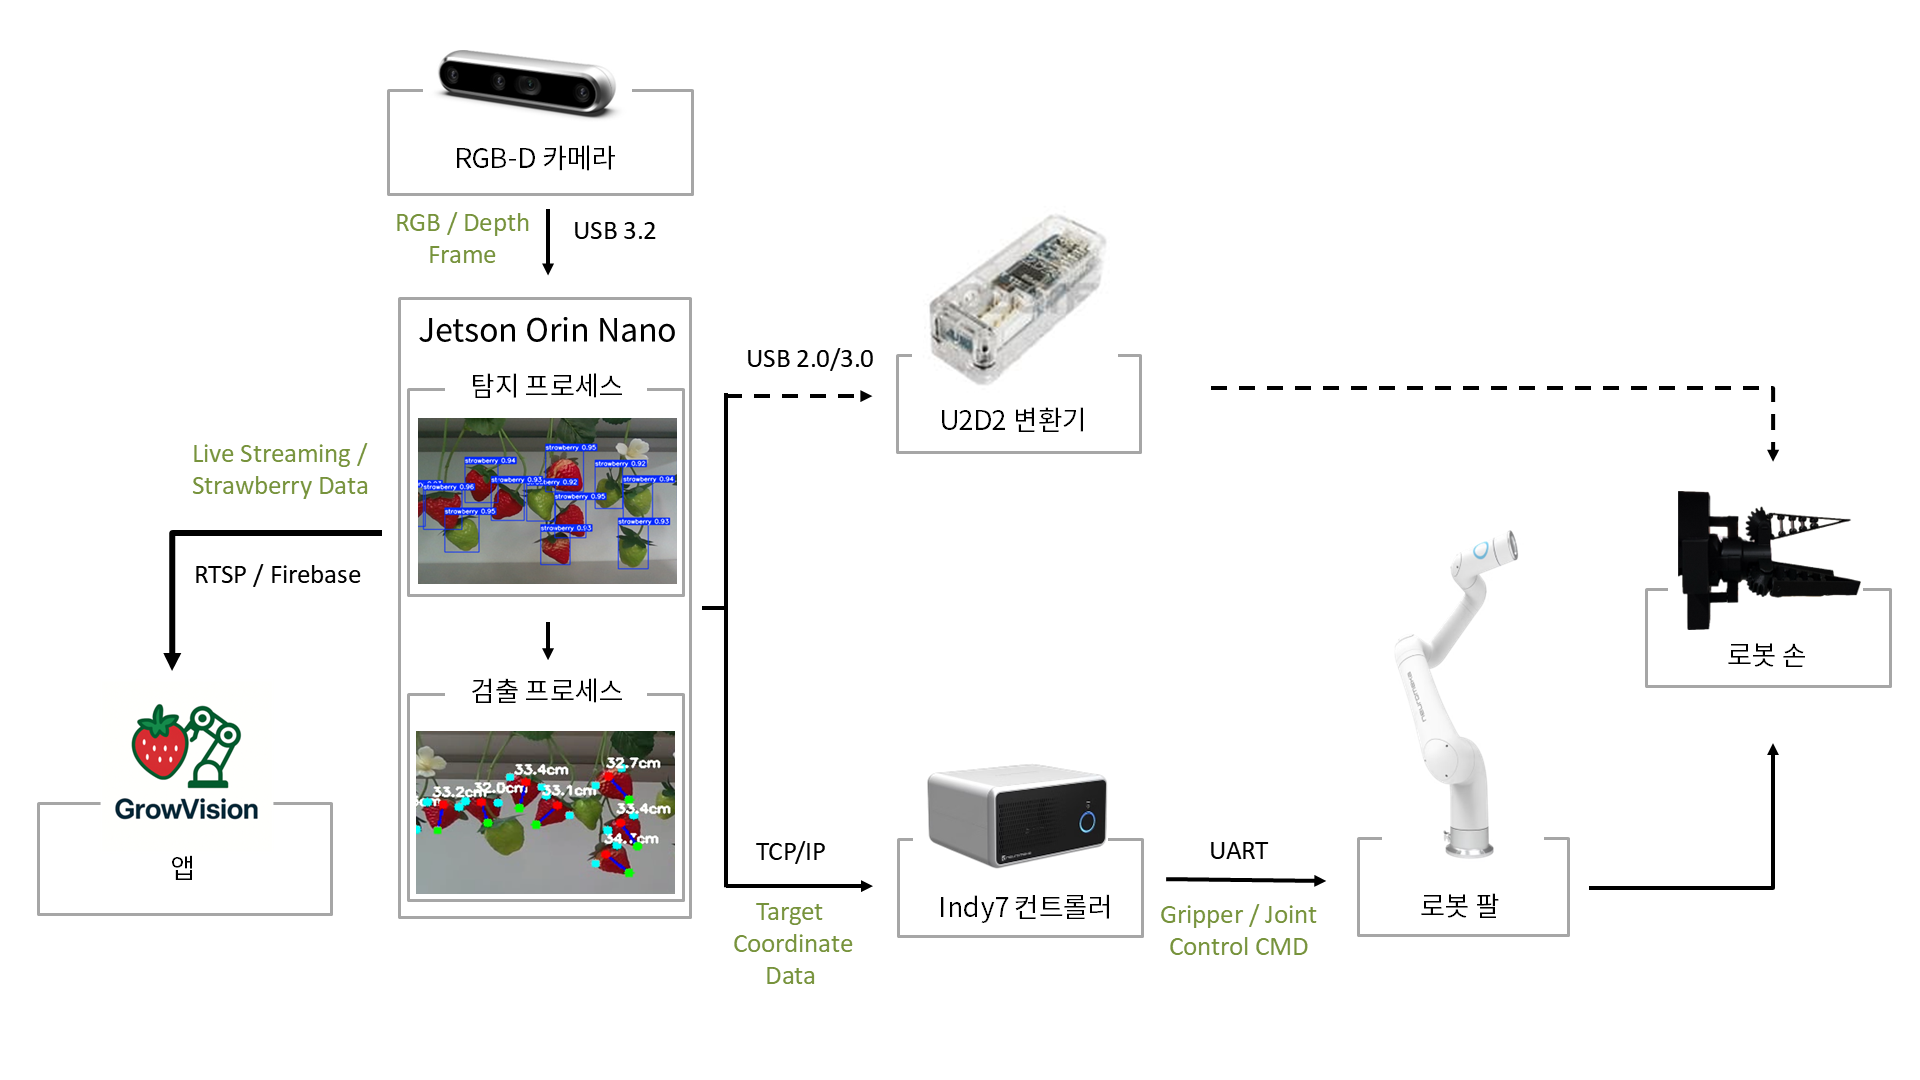 RGB-D 카메라
RGB / Depth
Frame
USB 3.2
Jetson Orin Nano
탐지 프로세스
strawberry 0.95
strawberry 0.94
strawberry 0.92
strawberry 0.93
strawberry 0.92
strawberry 0.94
strawberry 0.96
strawberry 0.95
strawberry 0.95
strawberry 0.93
strawberry 0.93
검출 프로세스
33.4cm
32.7cm
33.2cm
32.0cm
33.1cm
33.4cm
Live Streaming /
Strawberry Data
RTSP / Firebase
GrowVision
앱
USB 2.0/3.0
U2D2 변환기
TCP/IP
Target
Coordinate
Data
neuromeka
Indy7 컨트롤러
UART
Gripper / Joint
Control CMD
neuromeka
로봇 팔
로봇 손